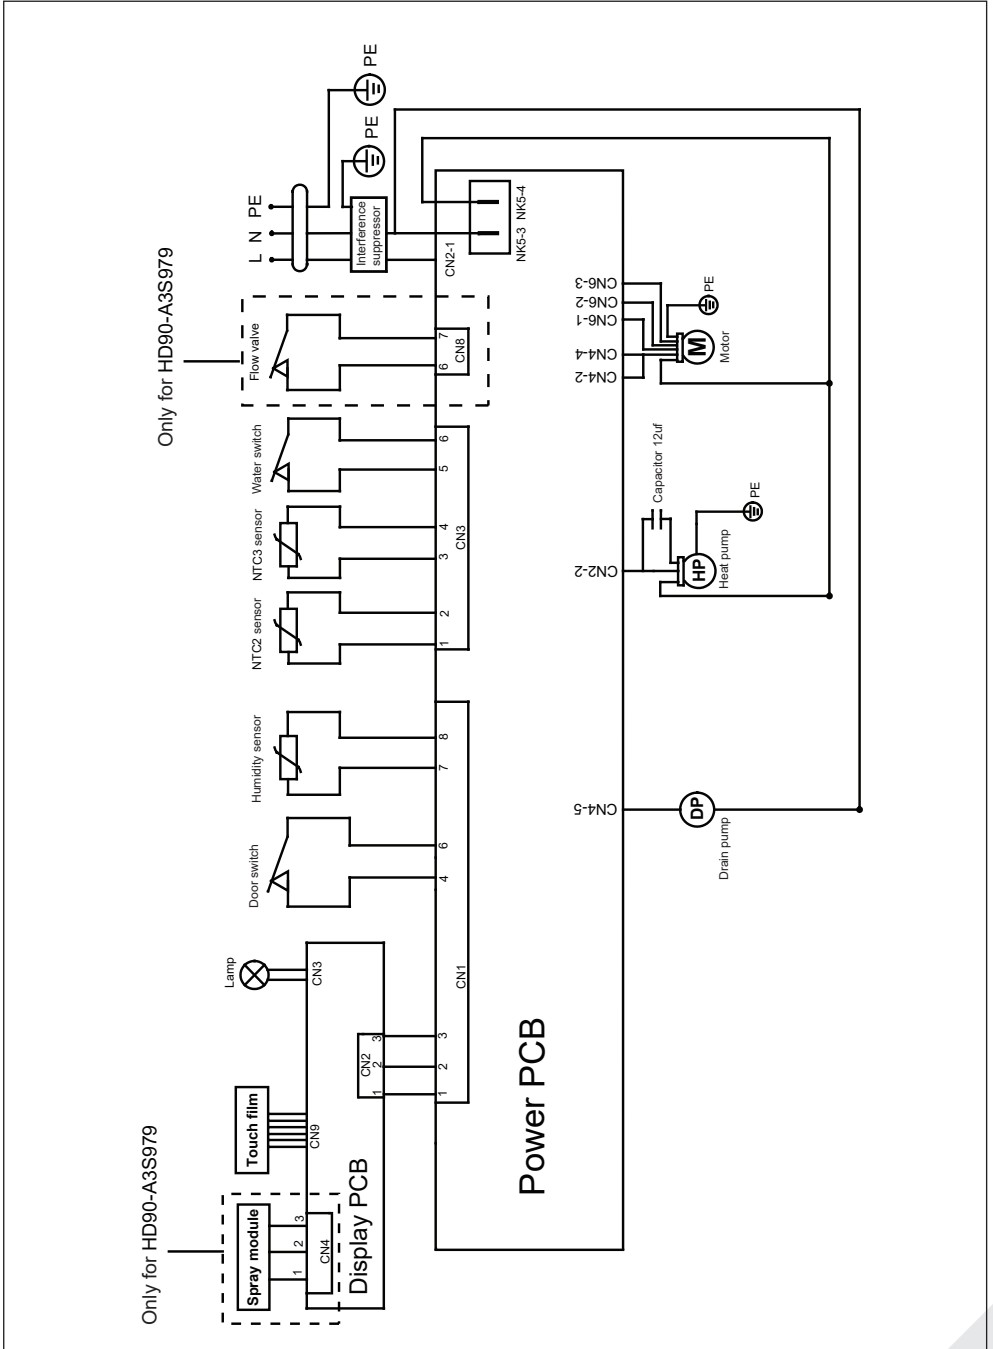 Only for HD90-A3S979
Spray module
1 2 3
CN4
Touch film
CN9
Lamp
CN3
Display PCB
CN2
1 2 3
Door switch
Humidity sensor
NTC2 sensor
NTC3 sensor
Water switch
Only for HD90-A3S979
Flow valve
L N PE
PE
PE
Interference
suppressor
1 2 3 4 6 7 8
CN1
1 2 3 4 5 6
CN3
6 7
CN8
CN2-1
NK5-3 NK5-4
Power PCB
CN4-5
CN2-2
CN4-2
CN4-4
CN6-1
CN6-2
CN6-3
DP
Drain pump
HP
Heat pump
PE
Capacitor 12uf
M
Motor
PE